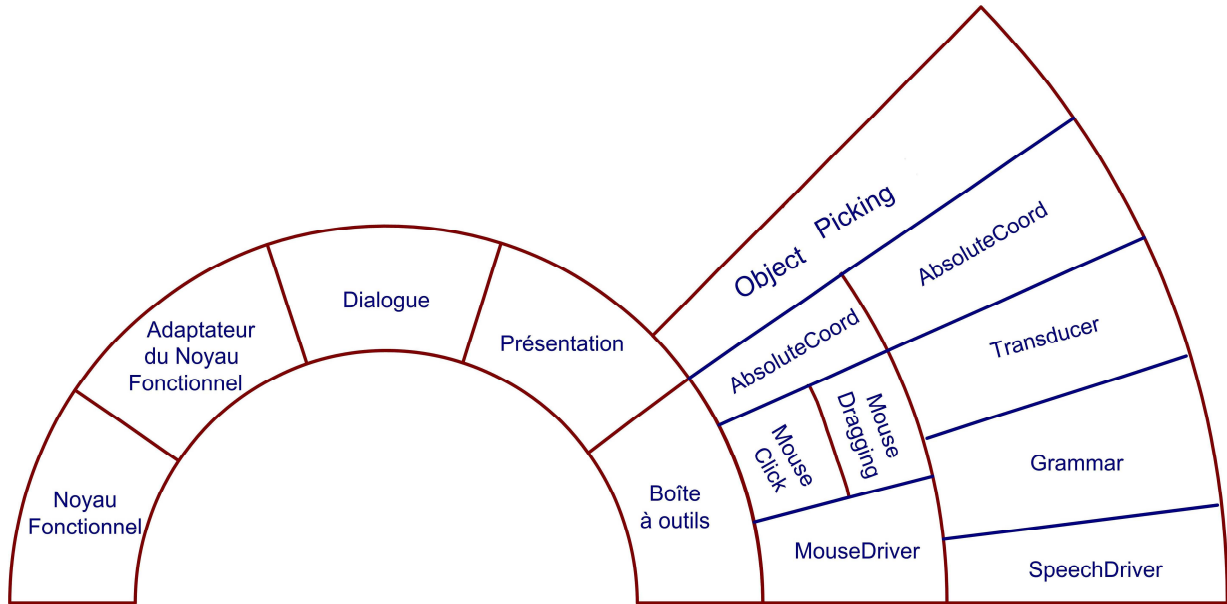 Noyau
Fonctionnel
Adaptateur
du Noyau
Fonctionnel
Dialogue
Présentation
Boîte
à outils
Object Picking
AbsoluteCoord
Mouse
Click
Mouse
Dragging
MouseDriver
AbsoluteCoord
Transducer
Grammar
SpeechDriver